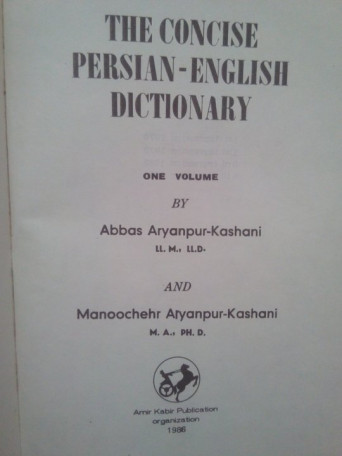 THE CONCISE
PERSIAN-ENGLISH
DICTIONARY
ONE VOLUME
BY
Abbas Aryanpur-Kashani
LL. M., LL.D.
AND
Manoochehr Aryanpur-Kashani
M. A., PH. D.
Amir Kabir Publication
organization
1986